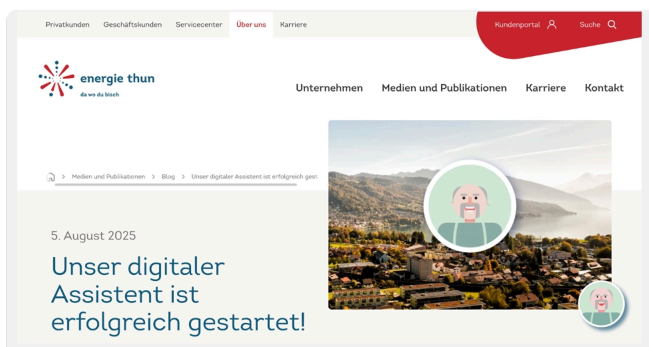 Privatkunden Geschäftskunden Servicecenter Über uns Karriere Kundenportal Suche
energie thun
da wo du bisch
Unternehmen Medien und Publikationen Karriere Kontakt
> Medien und Publikationen > Blog > Unser digitaler Assistent ist erfolgreich gest
5. August 2025
Unser digitaler
Assistent ist
erfolgreich gestartet!